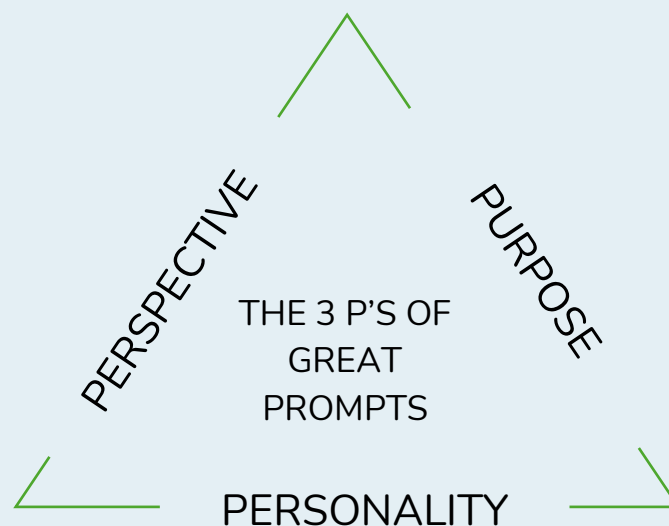 PERSPECTIVE
PURPOSE
THE 3 P’S OF
GREAT
PROMPTS
PERSONALITY